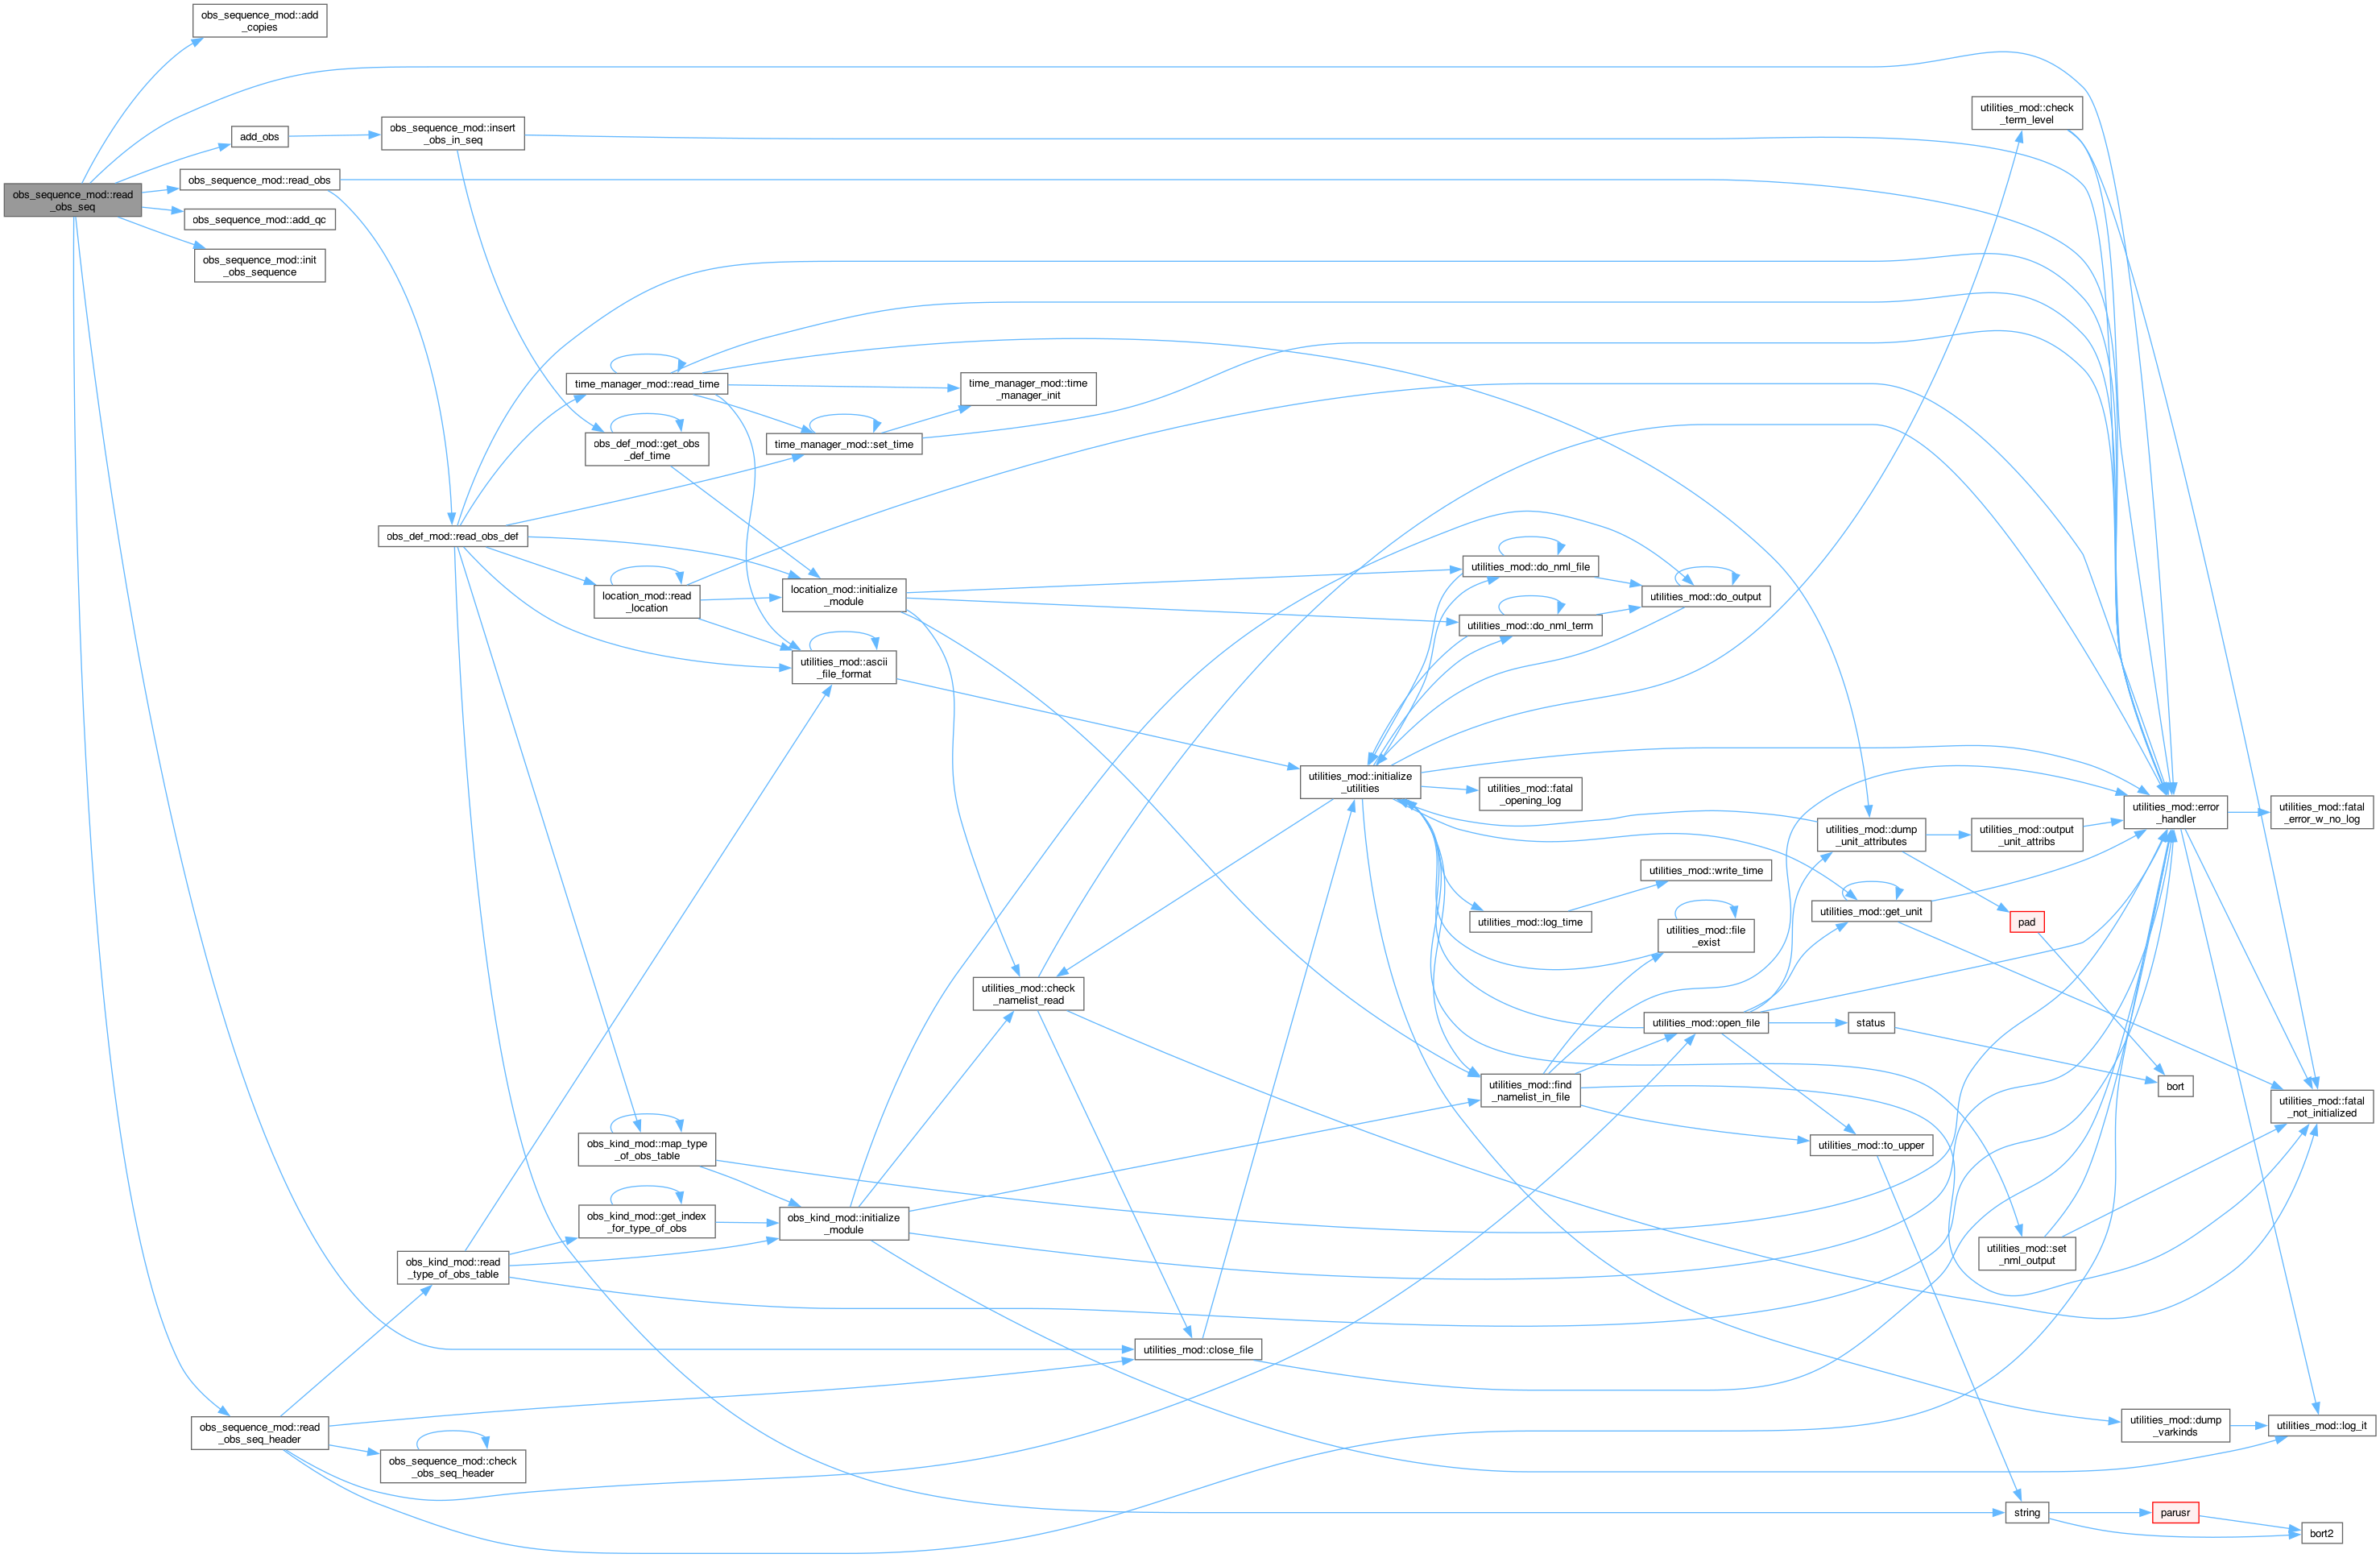 obs_sequence_mod::add
_copies
utilities_mod::check
_term_level
obs_sequence_mod::insert
_obs_in_seq
add_obs
obs_sequence_mod::read_obs
obs_sequence_mod::read
_obs_seq
obs_sequence_mod::add_qc
obs_sequence_mod::init
_obs_sequence
time_manager_mod::read_time
time_manager_mod::time
_manager_init
time_manager_mod::set_time
obs_def_mod::get_obs
_def_time
obs_def_mod::read_obs_def
utilities_mod::do_nml_file
location_mod::initialize
_module
location_mod::read
_location
utilities_mod::do_output
utilities_mod::do_nml_term
utilities_mod::ascii
_file_format
utilities_mod::initialize
_utilities
utilities_mod::fatal
_opening_log
utilities_mod::error
_handler
utilities_mod::fatal
_error_w_no_log
utilities_mod::dump
_unit_attributes
utilities_mod::output
_unit_attribs
utilities_mod::write_time
utilities_mod::get_unit
utilities_mod::log_time
pad
utilities_mod::file
_exist
utilities_mod::check
_namelist_read
utilities_mod::open_file
status
utilities_mod::find
_namelist_in_file
bort
utilities_mod::fatal
_not_initialized
obs_kind_mod::map_type
_of_obs_table
utilities_mod::to_upper
obs_kind_mod::get_index
_for_type_of_obs
obs_kind_mod::initialize
_module
utilities_mod::set
_nml_output
obs_kind_mod::read
_type_of_obs_table
utilities_mod::close_file
obs_sequence_mod::read
_obs_seq_header
utilities_mod::dump
_varkinds
utilities_mod::log_it
obs_sequence_mod::check
_obs_seq_header
string
parusr
bort2